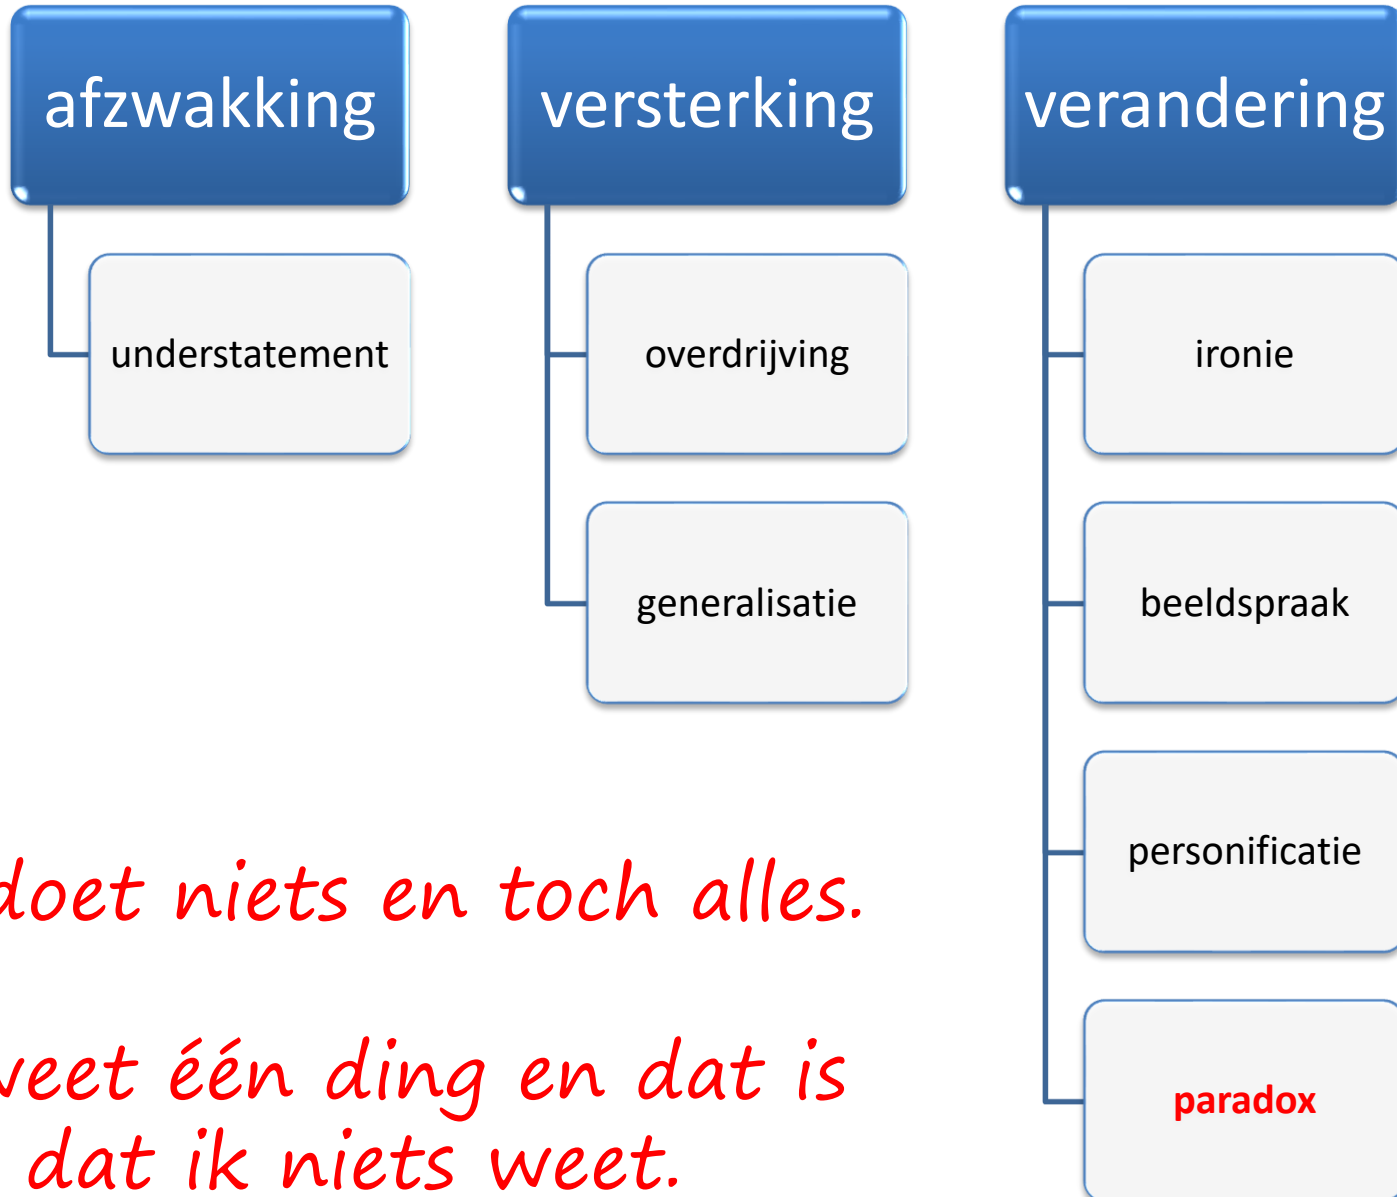 afzwakking
understatement
versterking
overdrijving
generalisatie
verandering
ironie
beeldspraak
personificatie
paradox
doet niets en toch alles.
weet één ding en dat is
dat ik niets weet.